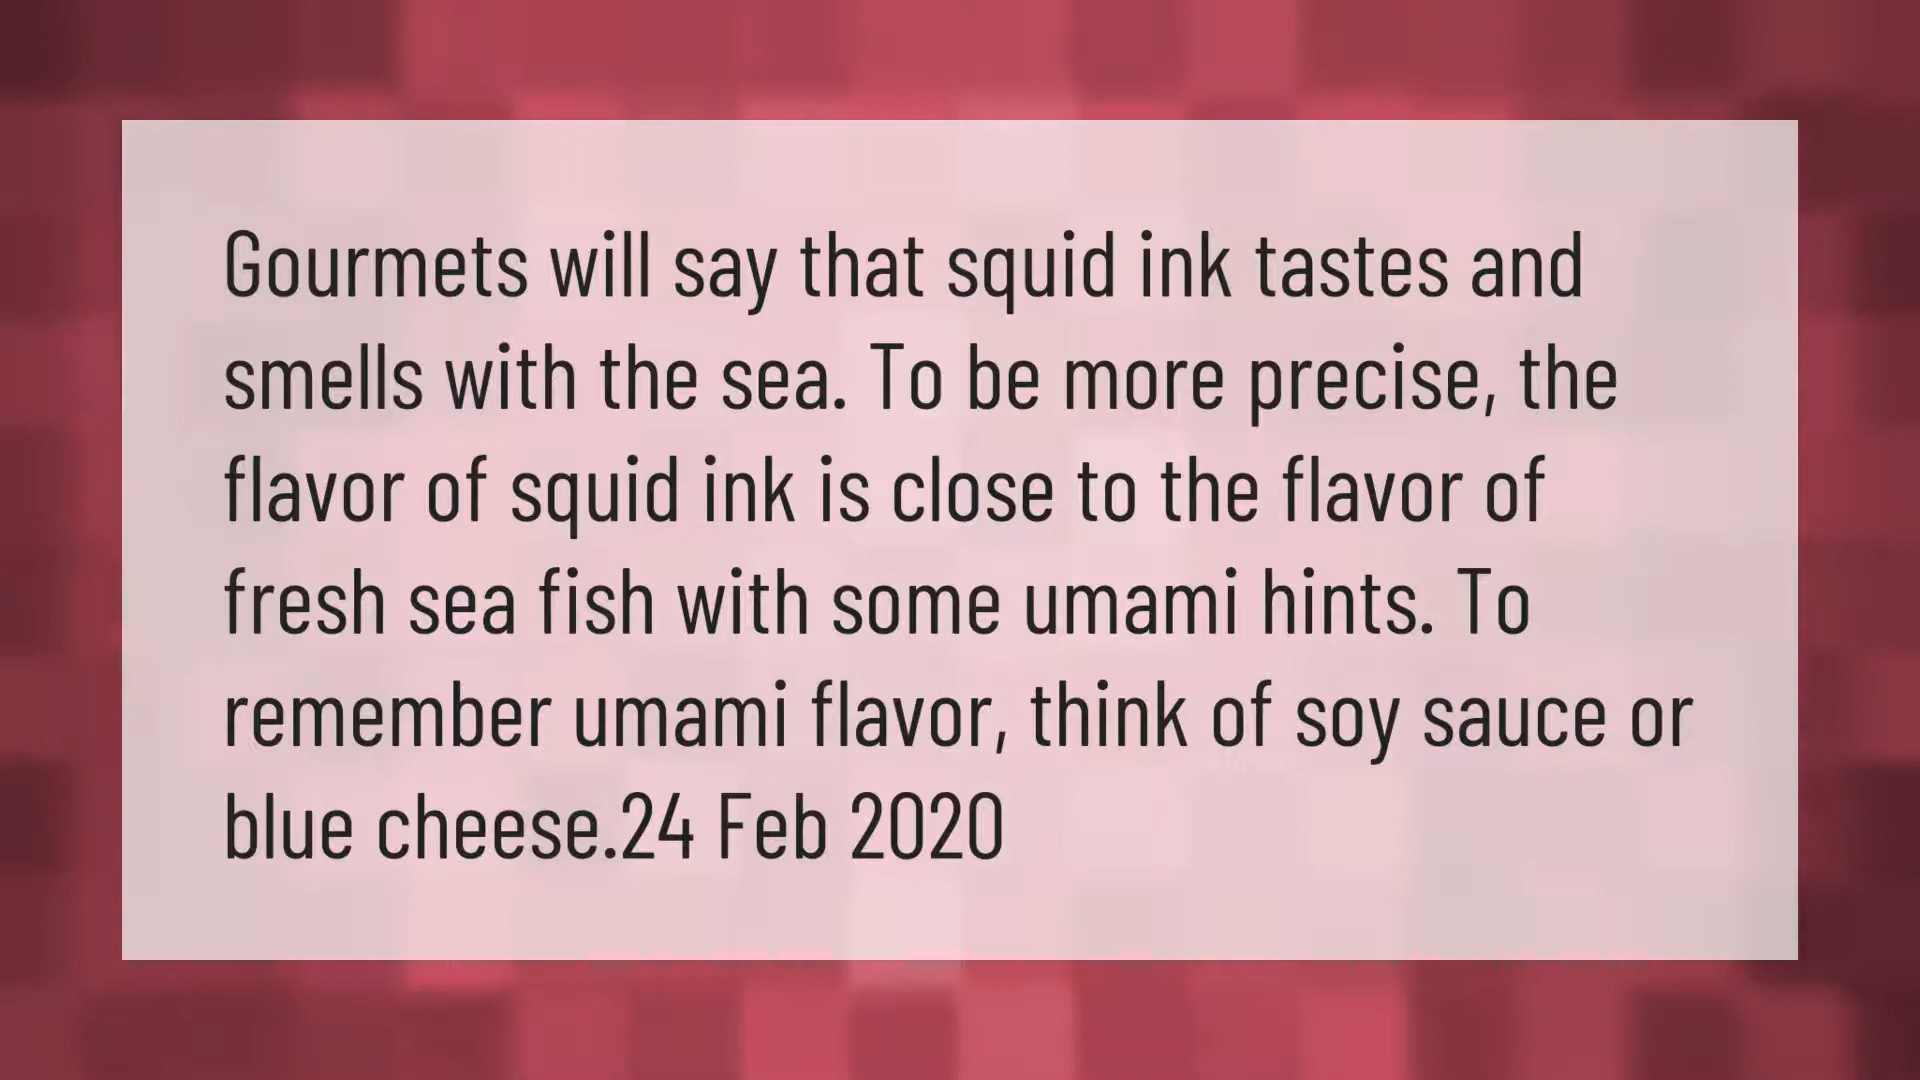 Gourmets will say that squid ink tastes and
smells with the sea. To be more precise, the
flavor of squid ink is close to the flavor of
fresh sea fish with some umami hints. To
remember umami flavor, think of soy sauce or
blue cheese.24 Feb 2020